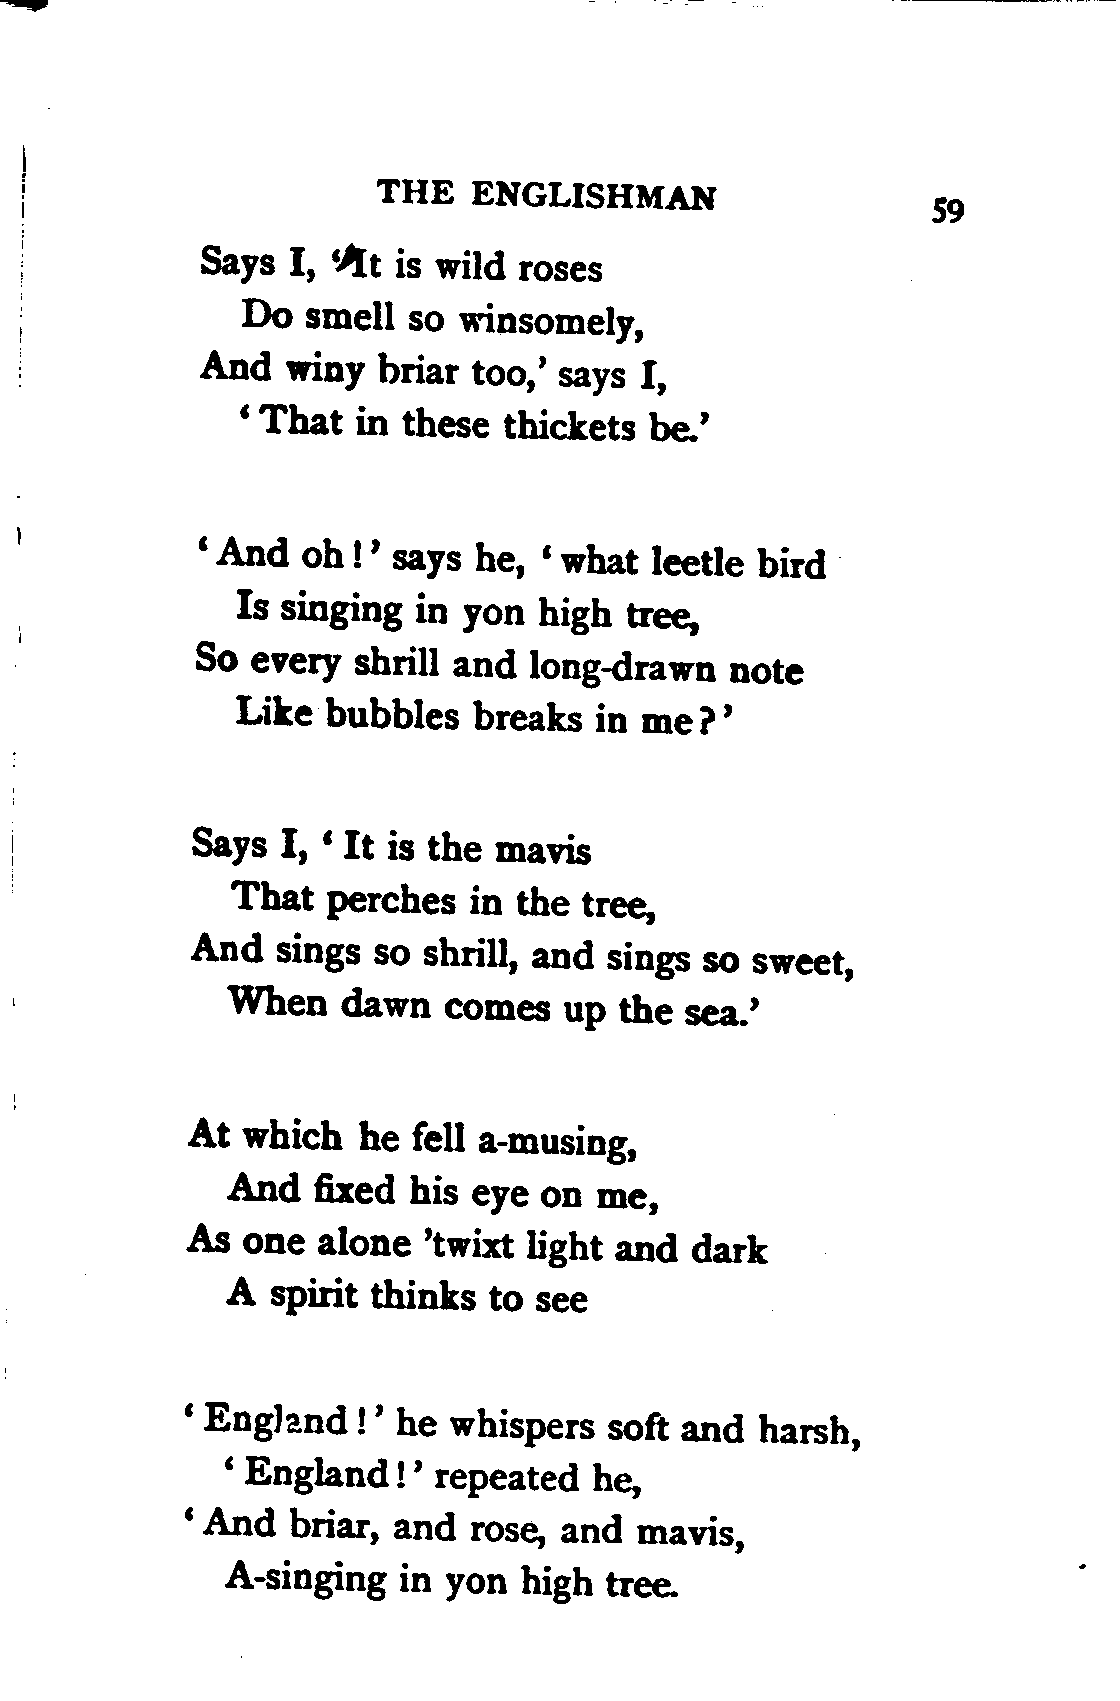 THE ENGLISHMAN
59
Says I, ‘It is wild roses
Do smell so winsomely,
And winy briar too,’ says I,
‘That in these thickets be.’
‘And oh!’ says he, ‘what leetle bird
Is singing in yon high tree,
So every shrill and long-drawn note
Like bubbles breaks in me?’
Says I, ‘It is the mavis
That perches in the tree,
And sings so shrill, and sings so sweet,
When dawn comes up the sea.’
At which he fell a-musing,
And fixed his eye on me,
As one alone ’twixt light and dark
A spirit thinks to see
‘England!’ he whispers soft and harsh,
‘England!’ repeated he,
‘And briar, and rose, and mavis,
A-singing in yon high tree.